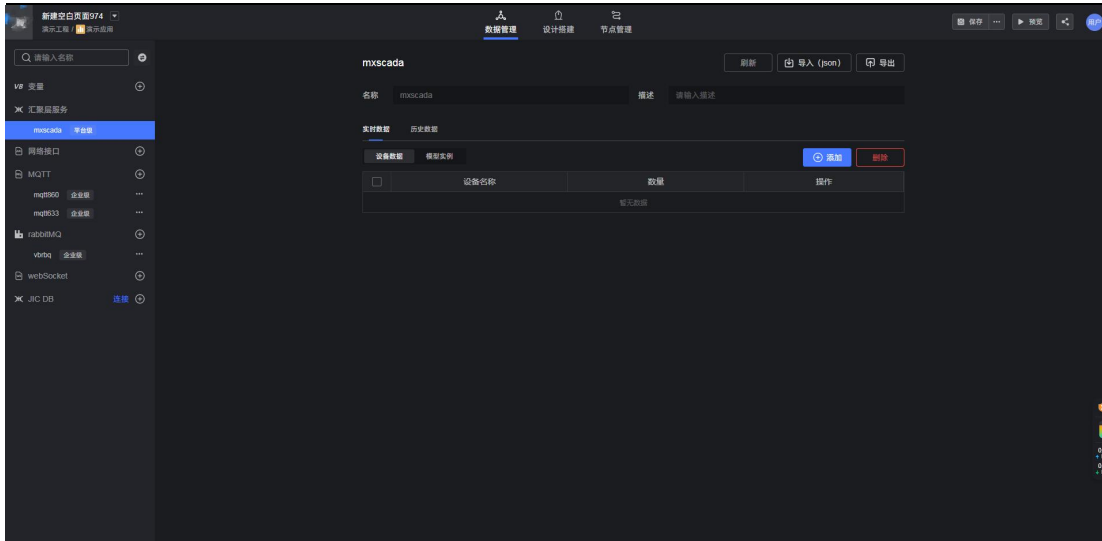 新建空白页面974
演示工程 / 演示应用
数据管理
设计搭建
节点管理
保存 ...
预览
用户
请输入名称
V8 变量
汇聚层服务
mxscada 平台级
网络接口
MQTT
mqtt860 企业级 ...
mqtt633 企业级 ...
rabbitMQ
vbrbq 企业级 ...
webSocket
JIC DB 连接
mxscada
刷新
导入 (json)
导出
名称 mxscada
描述 请输入描述
实时数据 历史数据
设备数据 模型实例
添加 删除
设备名称 数量 操作
暂无数据